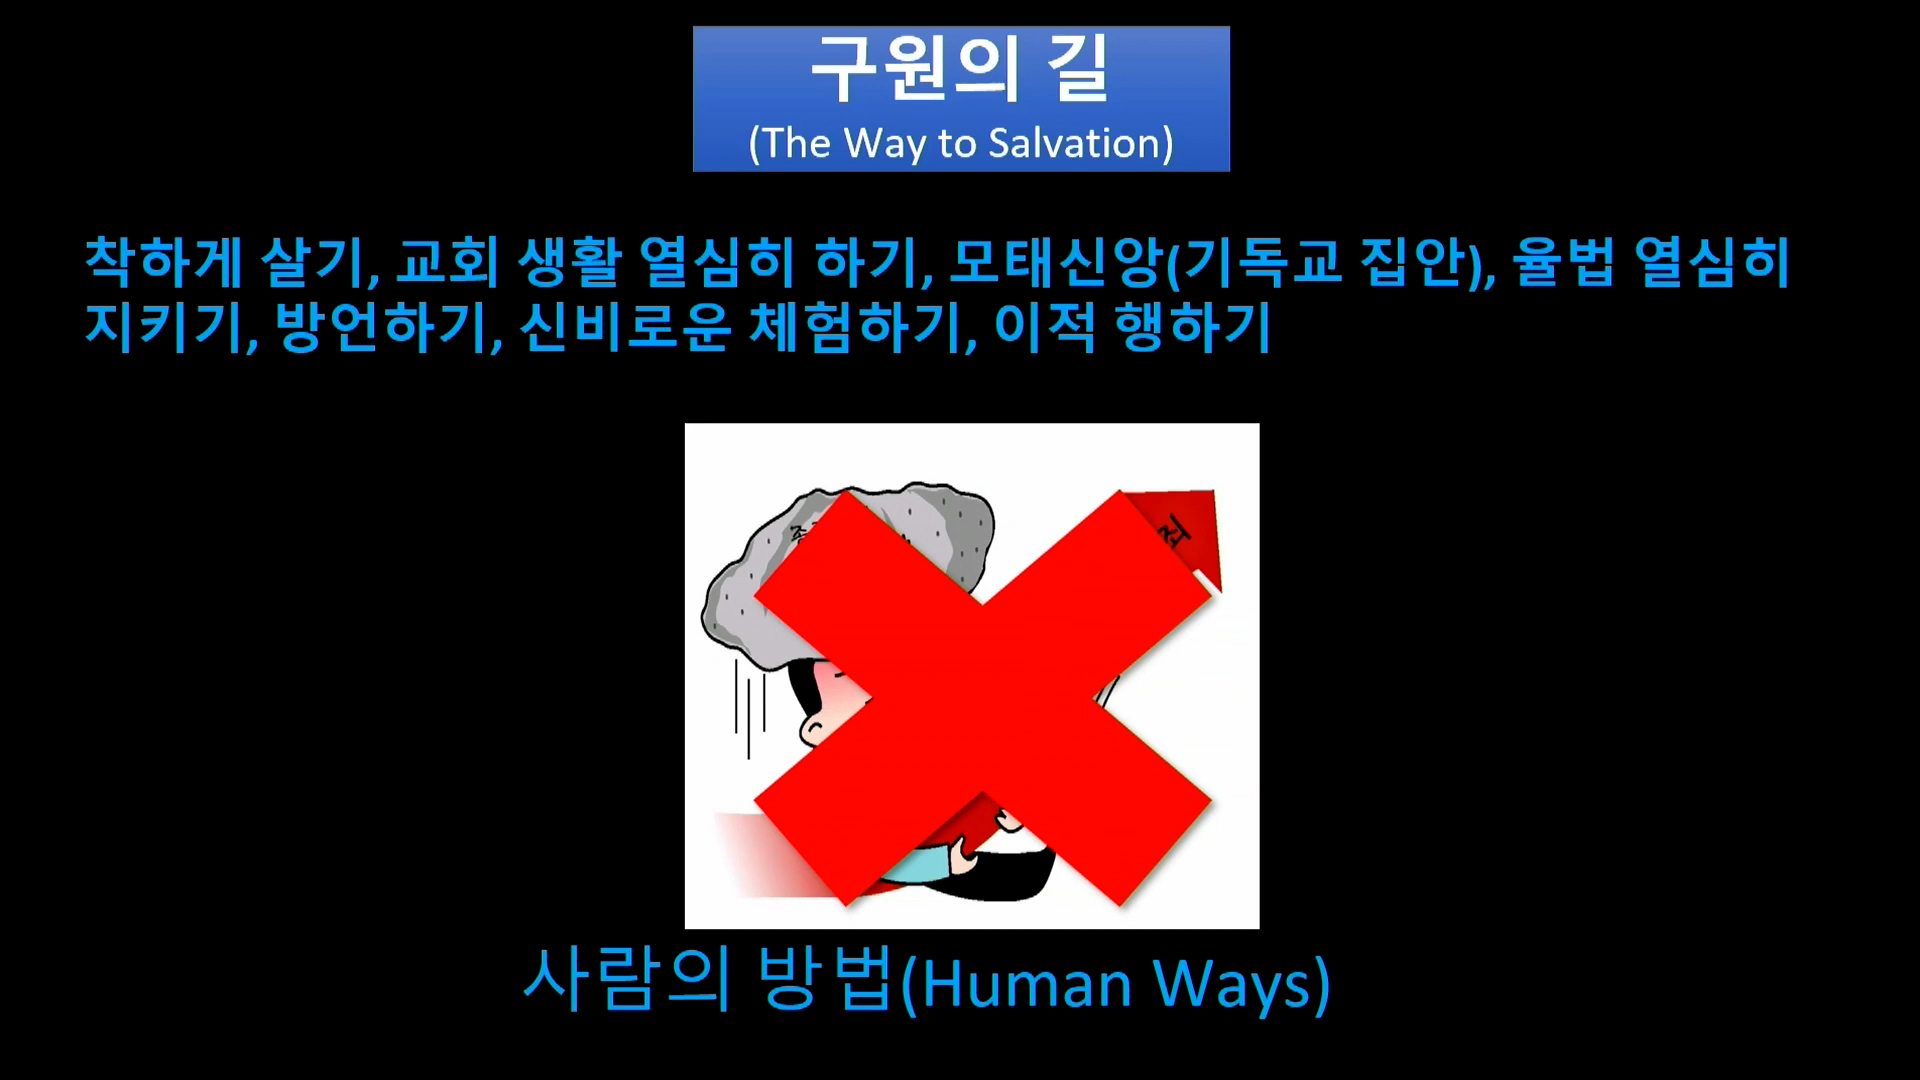 구원의 길
(The Way to Salvation)
착하게 살기, 교회 생활 열심히 하기, 모태신앙(기독교 집안), 율법 열심히
지키기, 방언하기, 신비로운 체험하기, 이적 행하기
적
사람의 방법(Human Ways)